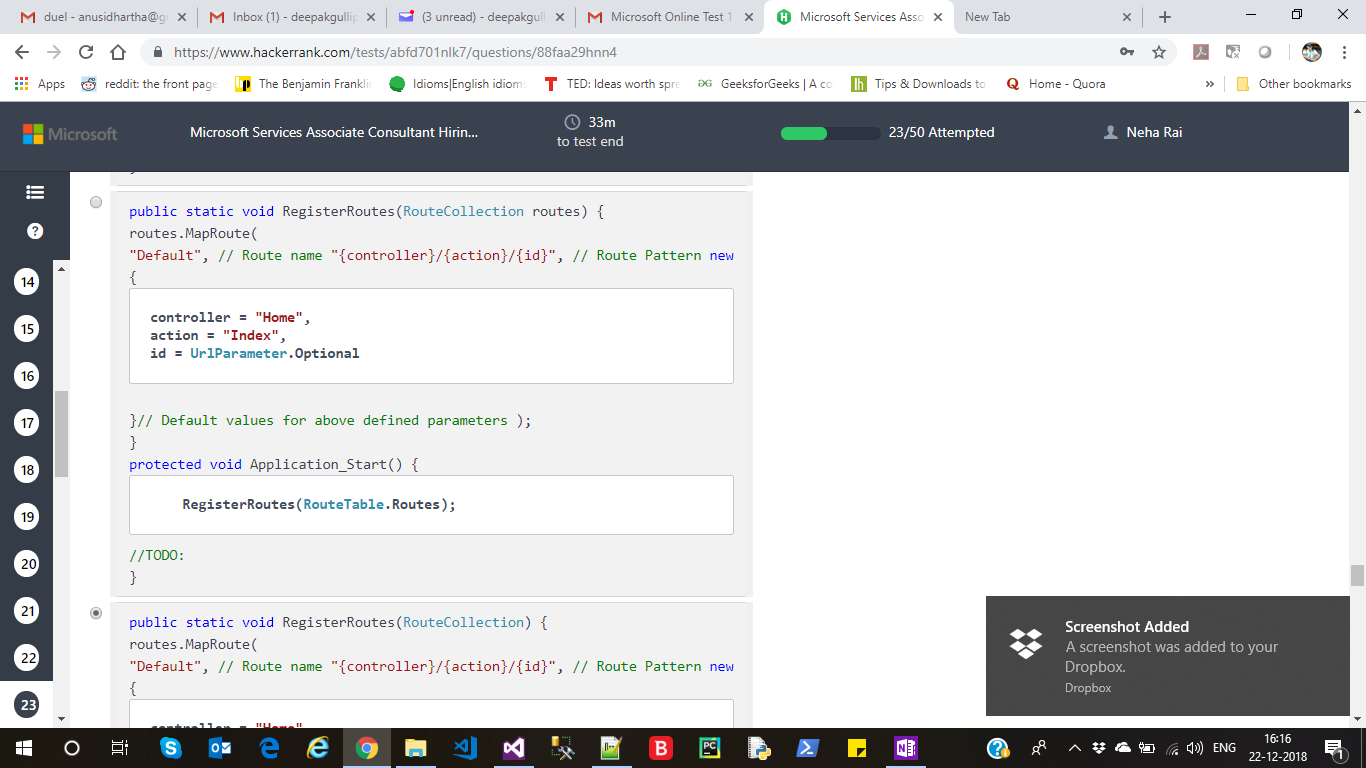 duel - anusidhartha@g
Inbox (1) - deepakgullip
(3 unread) - deepakgull
Microsoft Online Test 1
Microsoft Services Asso
New Tab
https://www.hackerrank.com/tests/abfd701nlk7/questions/88faa29hnn4
Apps
reddit: the front page
The Benjamin Franklin
Idioms|English idioms
TED: Ideas worth spre
GeeksforGeeks | A co
Tips & Downloads to
Home - Quora
»
Other bookmarks
Microsoft
Microsoft Services Associate Consultant Hirin...
33m
to test end
23/50 Attempted
Neha Rai
?
14
15
16
17
18
19
20
21
22
23
public static void RegisterRoutes(RouteCollection routes) {
routes.MapRoute(
"Default", // Route name "{controller}/{action}/{id}", // Route Pattern new
{
controller = "Home",
action = "Index",
id = UrlParameter.Optional
}// Default values for above defined parameters );
}
protected void Application_Start() {
RegisterRoutes(RouteTable.Routes);
//TODO:
}
public static void RegisterRoutes(RouteCollection) {
routes.MapRoute(
"Default", // Route name "{controller}/{action}/{id}", // Route Pattern new
{
controller = "Home"
Screenshot Added
A screenshot was added to your
Dropbox.
Dropbox
ENG
16:16
22-12-2018